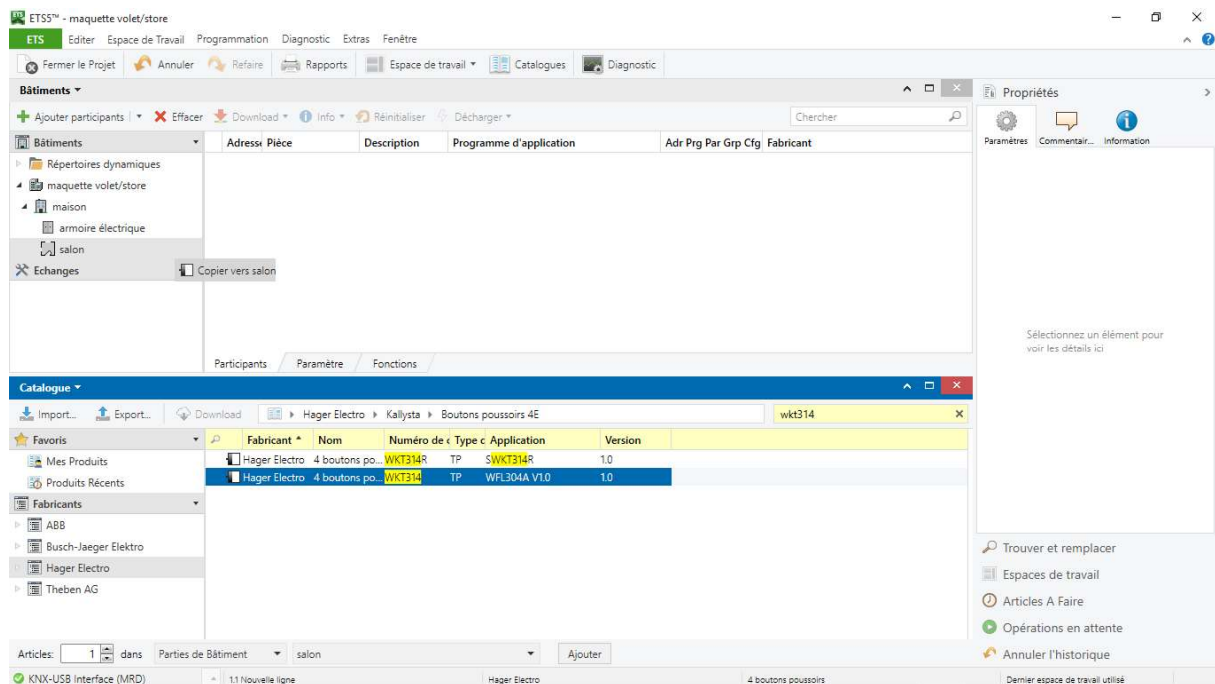 ETS5™ - maquette volet/store
ETS Editer Espace de Travail Programmation Diagnostic Extras Fenêtre
Fermer le Projet Annuler Refaire Rapports Espace de travail Catalogues Diagnostic
Bâtiments
Ajouter participants Effacer Download Info Réinitialiser Décharger Chercher
Bâtiments Adresse Pièce Description Programme d'application Adr Prg Par Grp Cfg Fabricant
Répertoires dynamiques
maquette volet/store
maison
armoire électrique
salon
Echanges Copier vers salon
Participants Paramètre Fonctions
Propriétés
Paramètres Commentair... Information
Sélectionnez un élément pour
voir les détails ici
Catalogue
Import... Export... Download Hager Electro Kallysta Boutons poussoirs 4E wkt314
Favoris Fabricant Nom Numéro de c Type c Application Version
Mes Produits Hager Electro 4 boutons po... WKT314R TP SWKT314R 1.0
Produits Récents Hager Electro 4 boutons po... WKT314 TP WFL304A V1.0 1.0
Fabricants
ABB
Busch-Jaeger Elektro
Hager Electro
Theben AG
Trouver et remplacer
Espaces de travail
Articles A Faire
Opérations en attente
Annuler l'historique
Articles: 1 dans Parties de Bâtiment salon Ajouter
KNX-USB Interface (MRD) 1.1 Nouvelle ligne Hager Electro 4 boutons poussoirs Dernier espace de travail utilisé